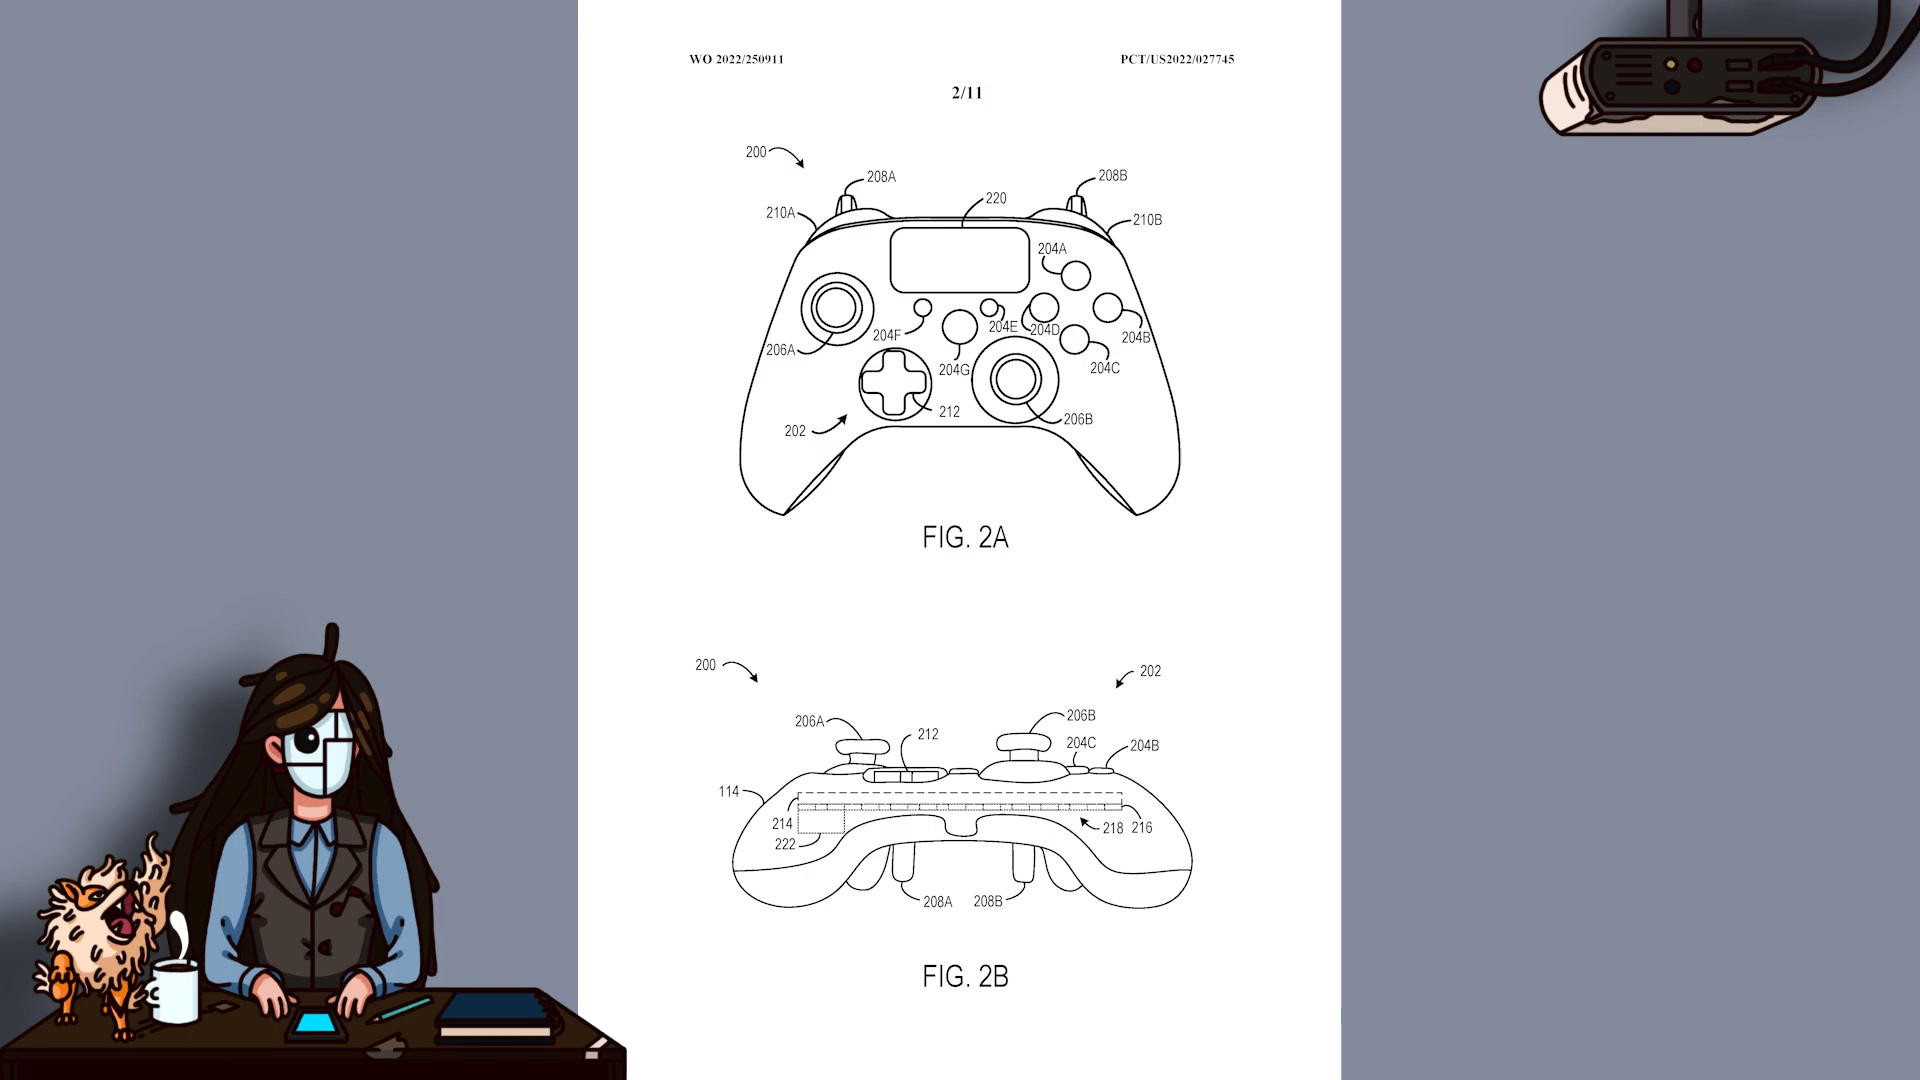 WO 2022/250911 PCT/US2022/027745
2/11
200
208A
208B
220
210A
210B
204A
204F
204E
204D
204B
206A
204G
204C
212
206B
202
FIG. 2A
200
202
206A
206B
212
204C
204B
114
214
218
216
222
208A
208B
FIG. 2B